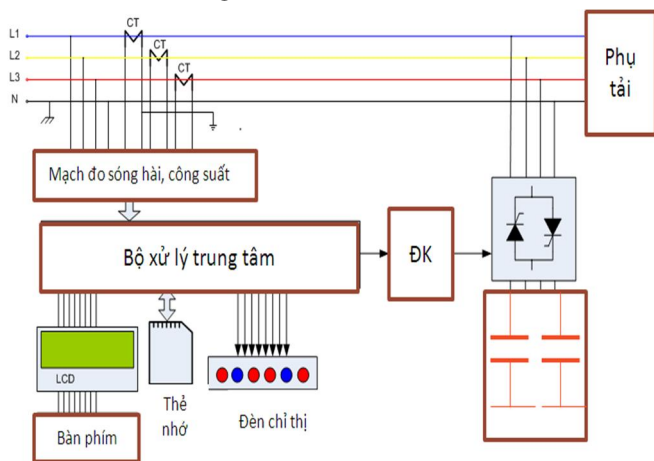 L1
CT
L2
CT
L3
CT
N
Phụ
tải
Mạch đo sóng hài, công suất
Bộ xử lý trung tâm
ĐK
LCD
Thẻ
nhớ
Đèn chỉ thị
Bàn phím